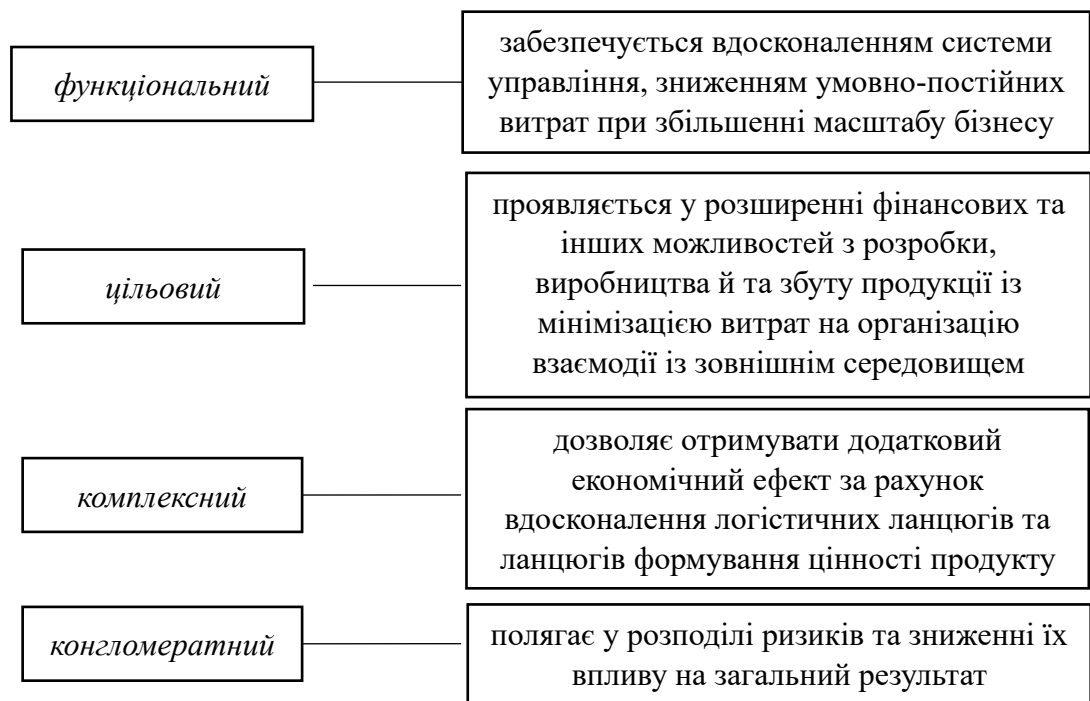 функціональний
забезпечується вдосконаленням системи
управління, зниженням умовно-постійних
витрат при збільшенні масштабу бізнесу
цільовий
проявляється у розширенні фінансових та
інших можливостей з розробки,
виробництва й та збуту продукції із
мінімізацією витрат на організацію
взаємодії із зовнішнім середовищем
комплексний
дозволяє отримувати додатковий
економічний ефект за рахунок
вдосконалення логістичних ланцюгів та
ланцюгів формування цінності продукту
конгломератний
полягає у розподілі ризиків та зниженні їх
впливу на загальний результат